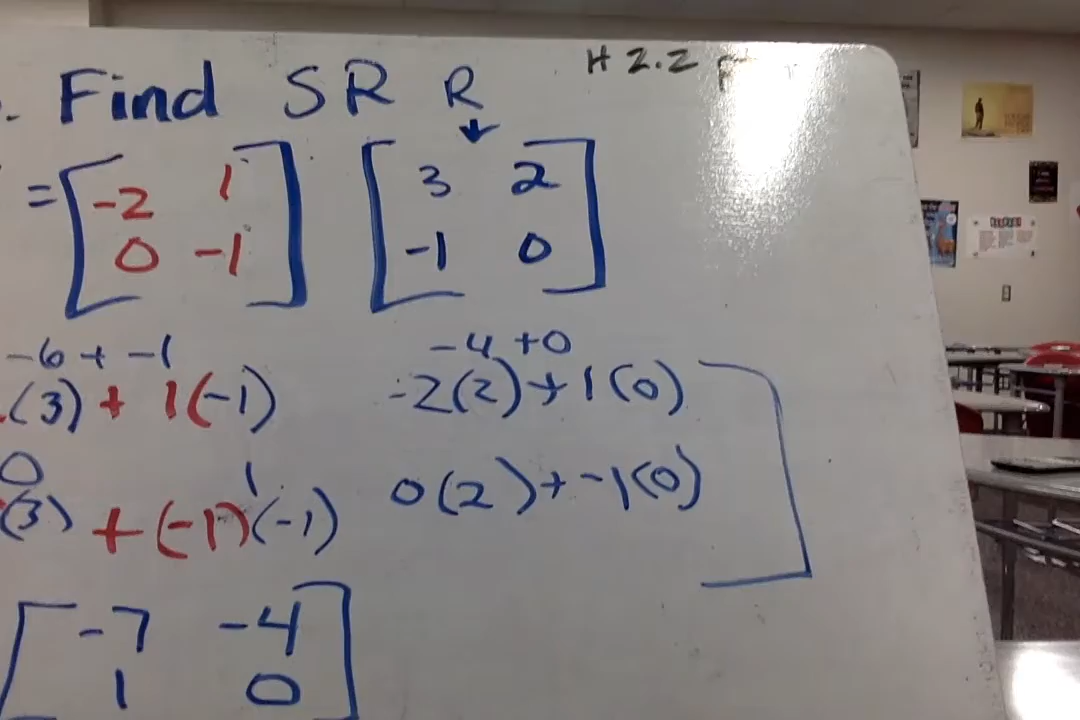 . Find SR R H 2.2
↓
= [-2 1] [3 2]
[0 -1] [-1 0]
-6 + -1 -4 +0
(3) + 1(-1) -2(2)+1(0)
0 1
(3) + (-1)(-1) 0(2)+-1(0)
[-7 -4]
[1 0]